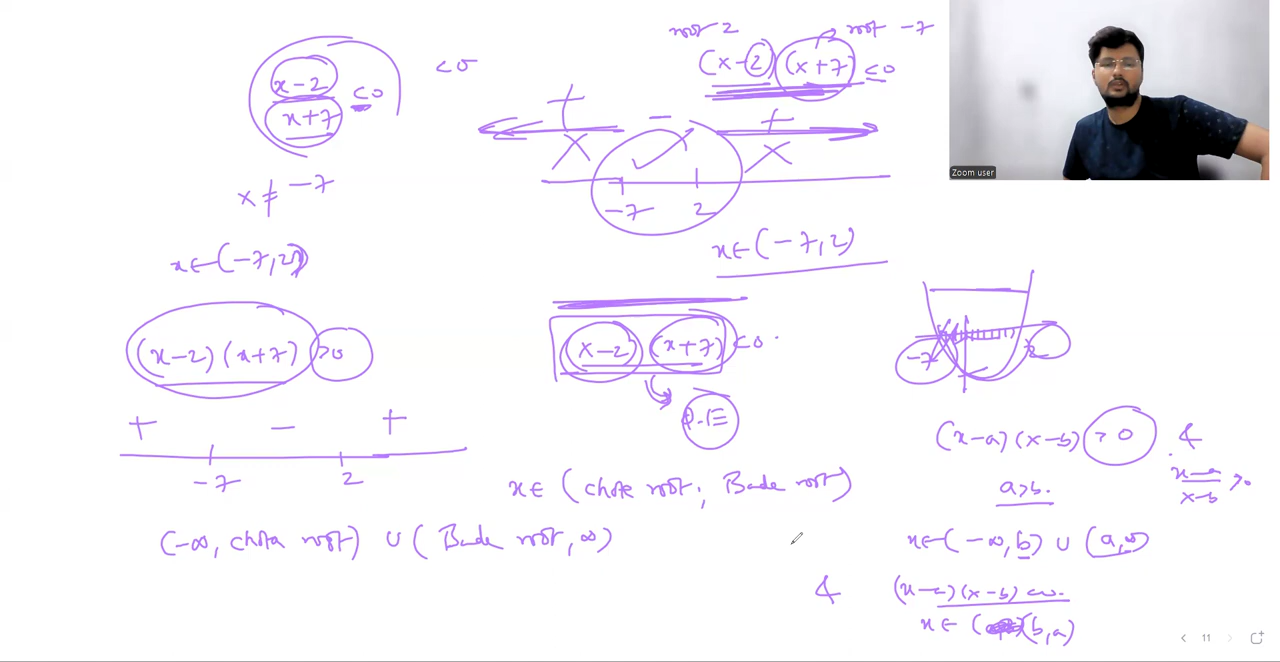 x-2
x+7
<0
<0
x ≠ -7
x ∈ (-7, 2)
root 2
root -7
(x-2) (x+7) <0
+ - +
-7 2
x ∈ (-7, 2)
(x-2) (x+7) >0
+ - +
-7 2
(x-2) (x+7) <0
x ∈ (chota root, Bada root)
(-∞, chota root) ∪ (Bada root, ∞)
-7 2
(x-a) (x-b) >0 &
x-a
x-b
>0
a>b.
x ∈ (-∞, b) ∪ (a, ∞)
& (x-a) (x-b) <0.
x ∈ (b, a)
Zoom user
11